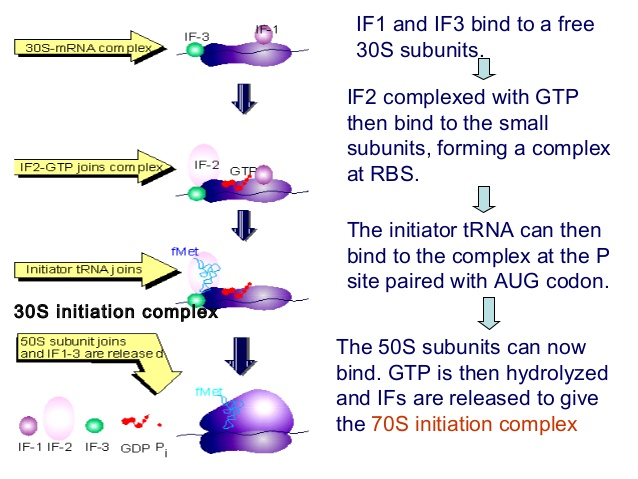 30S-mRNA complex
IF-3
IF-1
IF1 and IF3 bind to a free
30S subunits.
IF2-GTP joins complex
IF-2
GTP
IF2 complexed with GTP
then bind to the small
subunits, forming a complex
at RBS.
Initiator tRNA joins
fMet
The initiator tRNA can then
bind to the complex at the P
site paired with AUG codon.
30S initiation complex
50S subunit joins
and IF1-3 are released
fMet
IF-1
IF-2
IF-3
GDP
Pi
The 50S subunits can now
bind. GTP is then hydrolyzed
and IFs are released to give
the 70S initiation complex